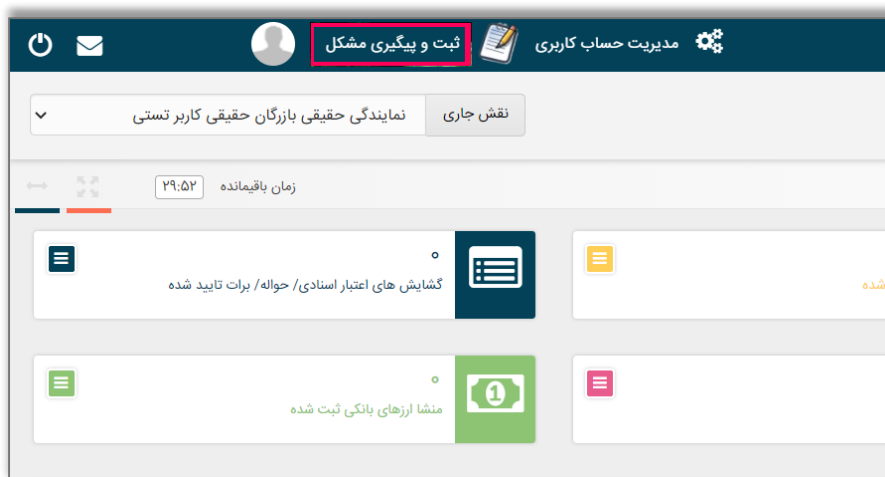 مدیریت حساب کاربری
ثبت و پیگیری مشکل
نقش جاری
نمایندگی حقیقی بازرگان حقیقی کاربر تستی
زمان باقیمانده
۲۹:۵۲
شده
۰
گشایش های اعتبار اسنادی/ حواله/ برات تایید شده
۰
منشا ارزهای بانکی ثبت شده